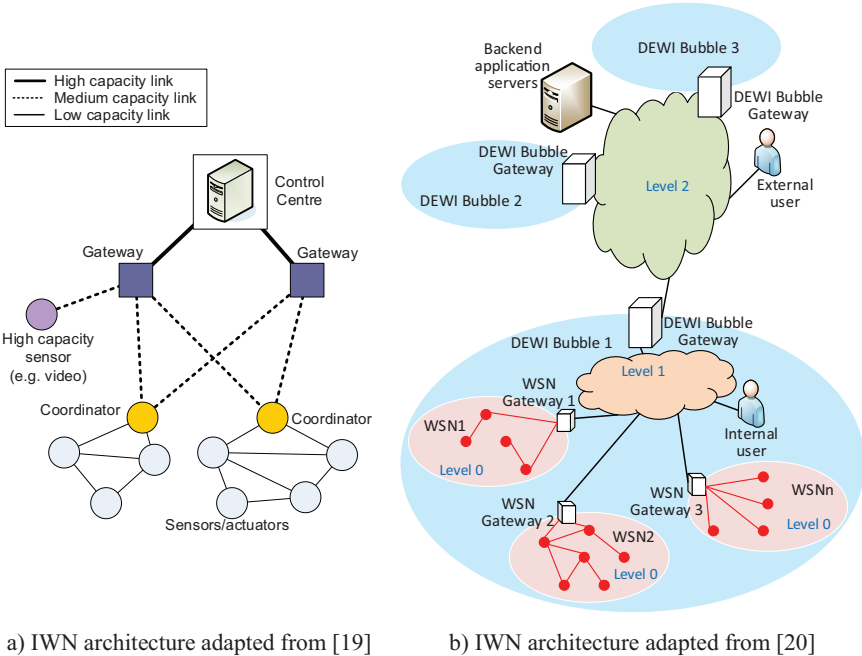 High capacity link
Medium capacity link
Low capacity link
Control
Centre
Gateway
Gateway
High capacity
sensor
(e.g. video)
Coordinator
Coordinator
Sensors/actuators
a) IWN architecture adapted from [19]
DEWI Bubble 3
Backend
application
servers
DEWI Bubble
Gateway
DEWI Bubble
Gateway
DEWI Bubble 2
Level 2
External
user
DEWI Bubble 1
DEWI Bubble
Gateway
Level 1
WSN
Gateway 1
WSN1
Level 0
Internal
user
WSN
Gateway 2
WSN2
Level 0
WSN
Gateway 3
WSNn
Level 0
b) IWN architecture adapted from [20]